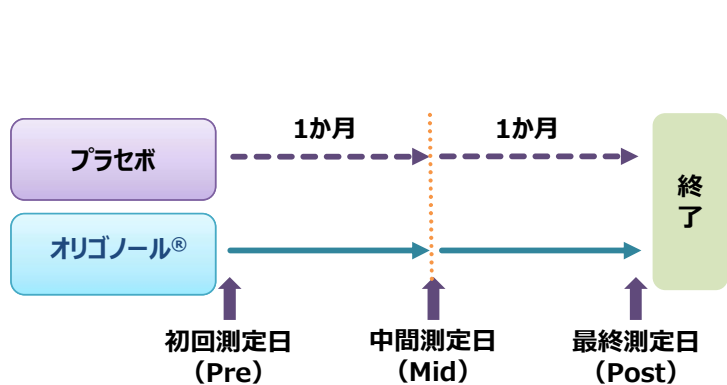 1か月
1か月
プラセボ
オリゴノール®
終
了
初回測定日
（Pre）
中間測定日
（Mid）
最終測定日
（Post）